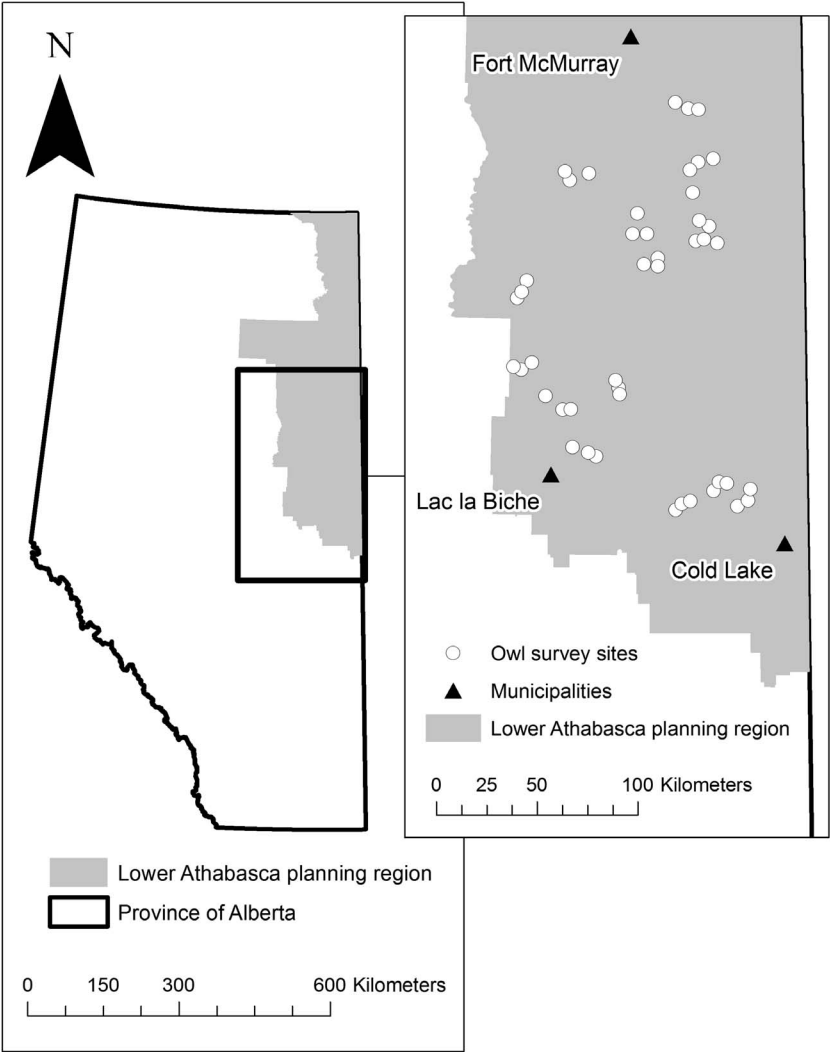 N
Lower Athabasca planning region
Province of Alberta
0 150 300 600 Kilometers
Fort McMurray
Lac la Biche
Cold Lake
Owl survey sites
Municipalities
Lower Athabasca planning region
0 25 50 100 Kilometers